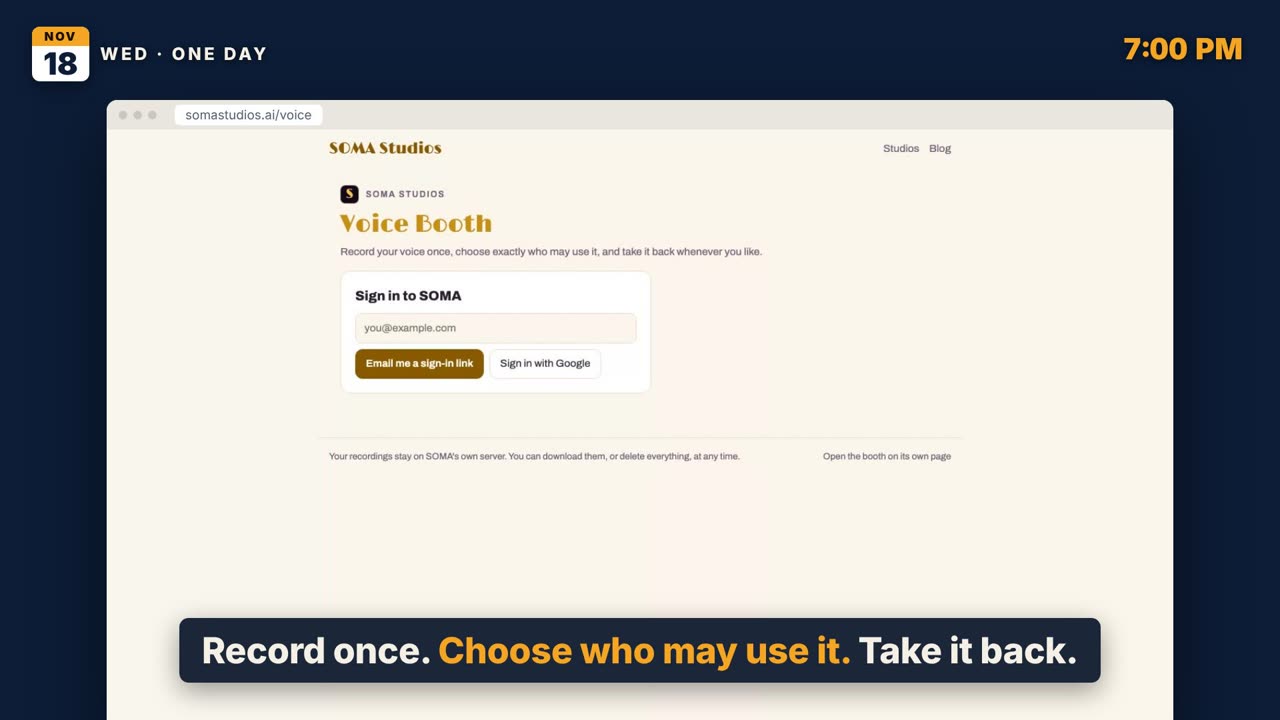 NOV
18
WED · ONE DAY
7:00 PM
somastudios.ai/voice
SOMA Studios
Studios Blog
S
SOMA STUDIOS
Voice Booth
Record your voice once, choose exactly who may use it, and take it back whenever you like.
Sign in to SOMA
you@example.com
Email me a sign-in link
Sign in with Google
Your recordings stay on SOMA's own server. You can download them, or delete everything, at any time.
Open the booth on its own page
Record once. Choose who may use it. Take it back.